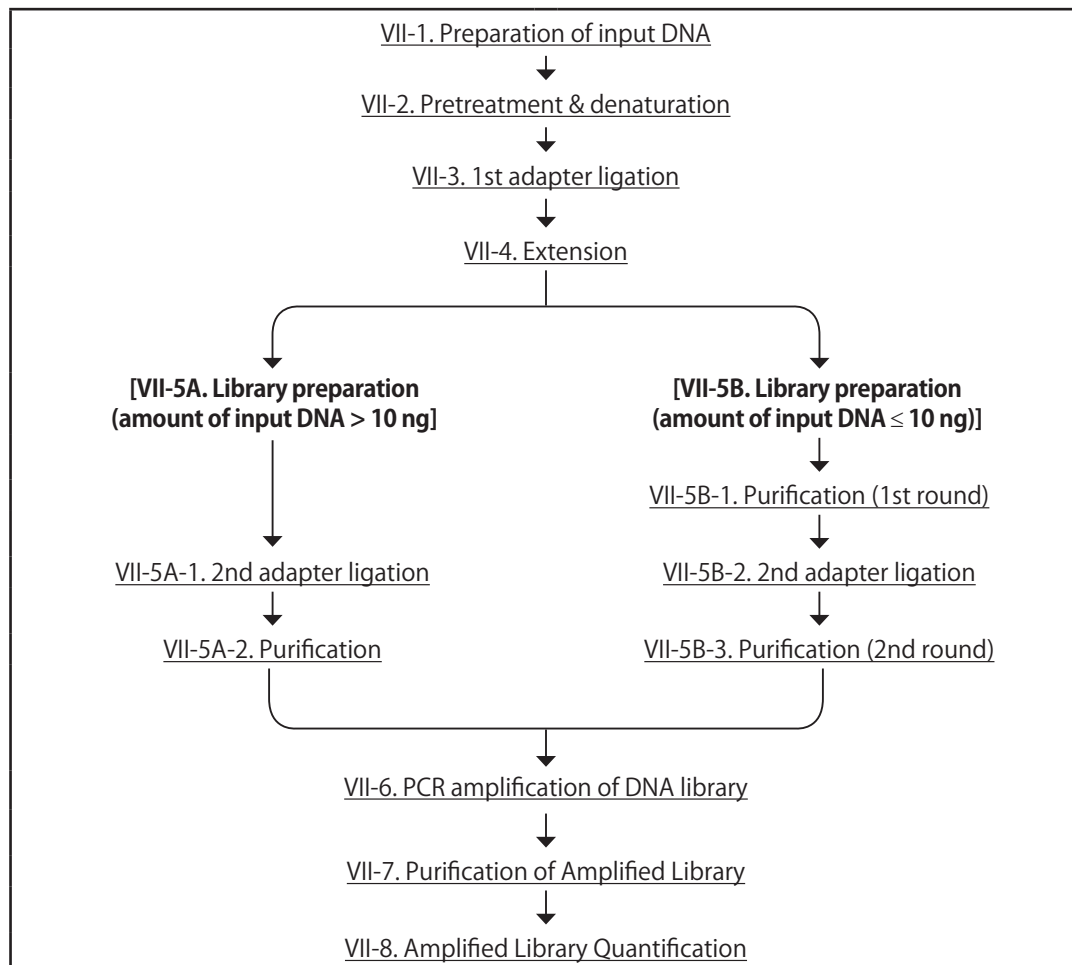 VII-1. Preparation of input DNA
VII-2. Pretreatment & denaturation
VII-3. 1st adapter ligation
VII-4. Extension
[VII-5A. Library preparation
(amount of input DNA > 10 ng]
[VII-5B. Library preparation
(amount of input DNA ≤ 10 ng)]
VII-5B-1. Purification (1st round)
VII-5A-1. 2nd adapter ligation
VII-5B-2. 2nd adapter ligation
VII-5A-2. Purification
VII-5B-3. Purification (2nd round)
VII-6. PCR amplification of DNA library
VII-7. Purification of Amplified Library
VII-8. Amplified Library Quantification